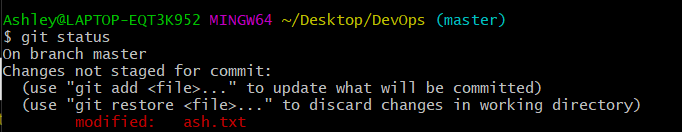 Ashley@LAPTOP-EQT3K952 MINGW64 ~/Desktop/DevOps (master)
$ git status
On branch master
Changes not staged for commit:
  (use "git add <file>..." to update what will be committed)
  (use "git restore <file>..." to discard changes in working directory)
        modified:   ash.txt